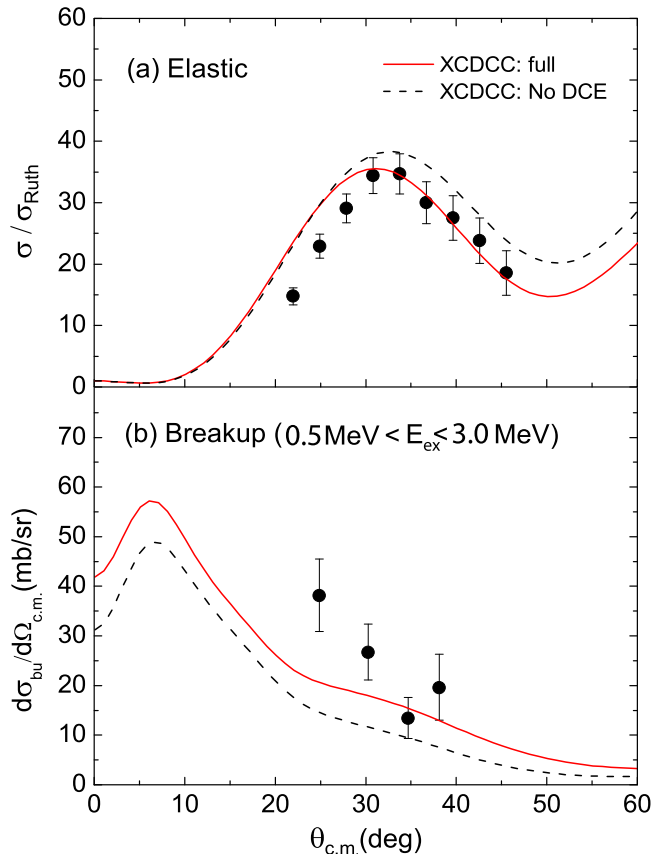 60
(a) Elastic
XCDCC: full
XCDCC: No DCE
50
40
30
20
10
0
σ / σRuth
70
(b) Breakup (0.5 MeV < Eex < 3.0 MeV)
60
50
40
30
20
10
0
dσbu/dΩc.m.(mb/sr)
0 10 20 30 40 50 60
θc.m.(deg)